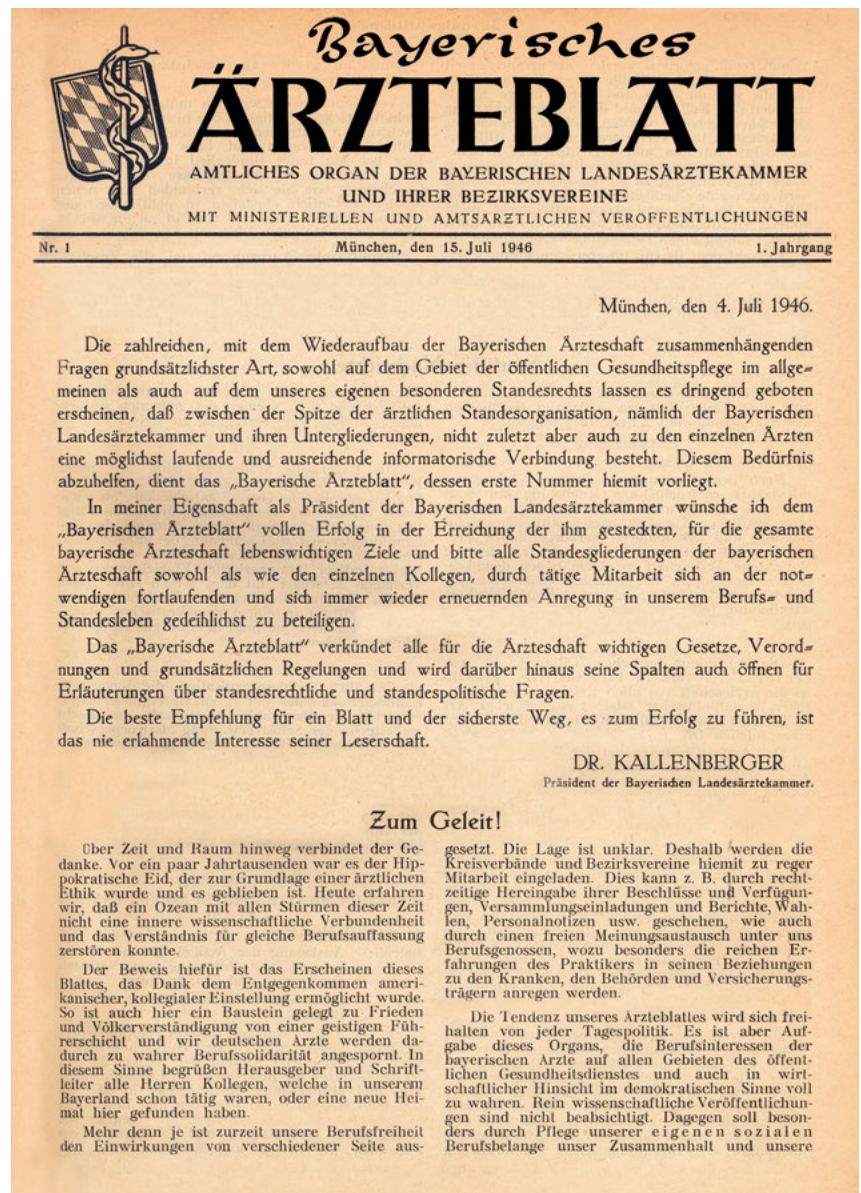 Bayerisches
ÄRZTEBLATT
AMTLICHES ORGAN DER BAYERISCHEN LANDESÄRZTEKAMMER
UND IHRER BEZIRKSVEREINE
MIT MINISTERIELLEN UND AMTSARZTLICHEN VERÖFFENTLICHUNGEN
Nr. 1 München, den 15. Juli 1946 1. Jahrgang
München, den 4. Juli 1946.
Die zahlreichen, mit dem Wiederaufbau der Bayerischen Ärzteschaft zusammenhängenden
Fragen grundsätzlichster Art, sowohl auf dem Gebiet der öffentlichen Gesundheitspflege im allge=
meinen als auch auf dem unseres eigenen besonderen Standesrechts lassen es dringend geboten
erscheinen, daß zwischen der Spitze der ärztlichen Standesorganisation, nämlich der Bayerischen
Landesärztekammer und ihren Untergliederungen, nicht zuletzt aber auch zu den einzelnen Ärzten
eine möglichst laufende und ausreichende informatorische Verbindung besteht. Diesem Bedürfnis
abzuhelfen, dient das „Bayerische Ärzteblatt“, dessen erste Nummer hiemit vorliegt.
In meiner Eigenschaft als Präsident der Bayerischen Landesärztekammer wünsche ich dem
„Bayerischen Ärzteblatt“ vollen Erfolg in der Erreichung der ihm gesteckten, für die gesamte
bayerische Ärzteschaft lebenswichtigen Ziele und bitte alle Standesgliederungen der bayerischen
Ärzteschaft sowohl als wie den einzelnen Kollegen, durch tätige Mitarbeit sich an der not=
wendigen fortlaufenden und sich immer wieder erneuernden Anregung in unserem Berufs= und
Standesleben gedeihlichst zu beteiligen.
Das „Bayerische Ärzteblatt“ verkündet alle für die Ärzteschaft wichtigen Gesetze, Verord=
nungen und grundsätzlichen Regelungen und wird darüber hinaus seine Spalten auch öffnen für
Erläuterungen über standesrechtliche und standespolitische Fragen.
Die beste Empfehlung für ein Blatt und der sicherste Weg, es zum Erfolg zu führen, ist
das nie erlahmende Interesse seiner Leserschaft.
DR. KALLENBERGER
Präsident der Bayerischen Landesärztekammer.
Zum Geleit!
Über Zeit und Raum hinweg verbindet der Ge-
danke. Vor ein paar Jahrtausenden war es der Hip-
pokratische Eid, der zur Grundlage einer ärztlichen
Ethik wurde und es geblieben ist. Heute erfahren
wir, daß ein Ozean mit allen Stürmen dieser Zeit
nicht eine innere wissenschaftliche Verbundenheit
und das Verständnis für gleiche Berufsauffassung
zerstören konnte.
Der Beweis hiefür ist das Erscheinen dieses
Blattes, das Dank dem Entgegenkommen ameri-
kanischer, kollegialer Einstellung ermöglicht wurde.
So ist auch hier ein Baustein gelegt zu Frieden
und Völkerverständigung von einer geistigen Füh-
rerschicht und wir deutschen Ärzte werden da-
durch zu wahrer Berufssolidarität angespornt. In
diesem Sinne begrüßen Herausgeber und Schrift-
leiter alle Herren Kollegen, welche in unserem
Bayerland schon tätig waren, oder eine neue Hei-
mat hier gefunden haben.
Mehr denn je ist zurzeit unsere Berufsfreiheit
den Einwirkungen von verschiedener Seite aus-
gesetzt. Die Lage ist unklar. Deshalb werden die
Kreisverbände und Bezirksvereine hiemit zu reger
Mitarbeit eingeladen. Dies kann z. B. durch recht-
zeitige Hereingabe ihrer Beschlüsse und Verfügun-
gen, Versammlungseinladungen und Berichte, Wah-
len, Personalnotizen usw. geschehen, wie auch
durch einen freien Meinungsaustausch unter uns
Berufsgenossen, wozu besonders die reichen Er-
fahrungen des Praktikers in seinen Beziehungen
zu den Kranken, den Behörden und Versicherungs-
trägern anregen werden.
Die Tendenz unseres Ärzteblattes wird sich frei-
halten von jeder Tagespolitik. Es ist aber Auf-
gabe dieses Organs, die Berufsinteressen der
bayerischen Ärzte auf allen Gebieten des öffent-
lichen Gesundheitsdienstes und auch in wirt-
schaftlicher Hinsicht im demokratischen Sinne voll
zu wahren. Rein wissenschaftliche Veröffentlichun-
gen sind nicht beabsichtigt. Dagegen soll beson-
ders durch Pflege unserer eigenen sozialen
Berufsbelange unser Zusammenhalt und unsere